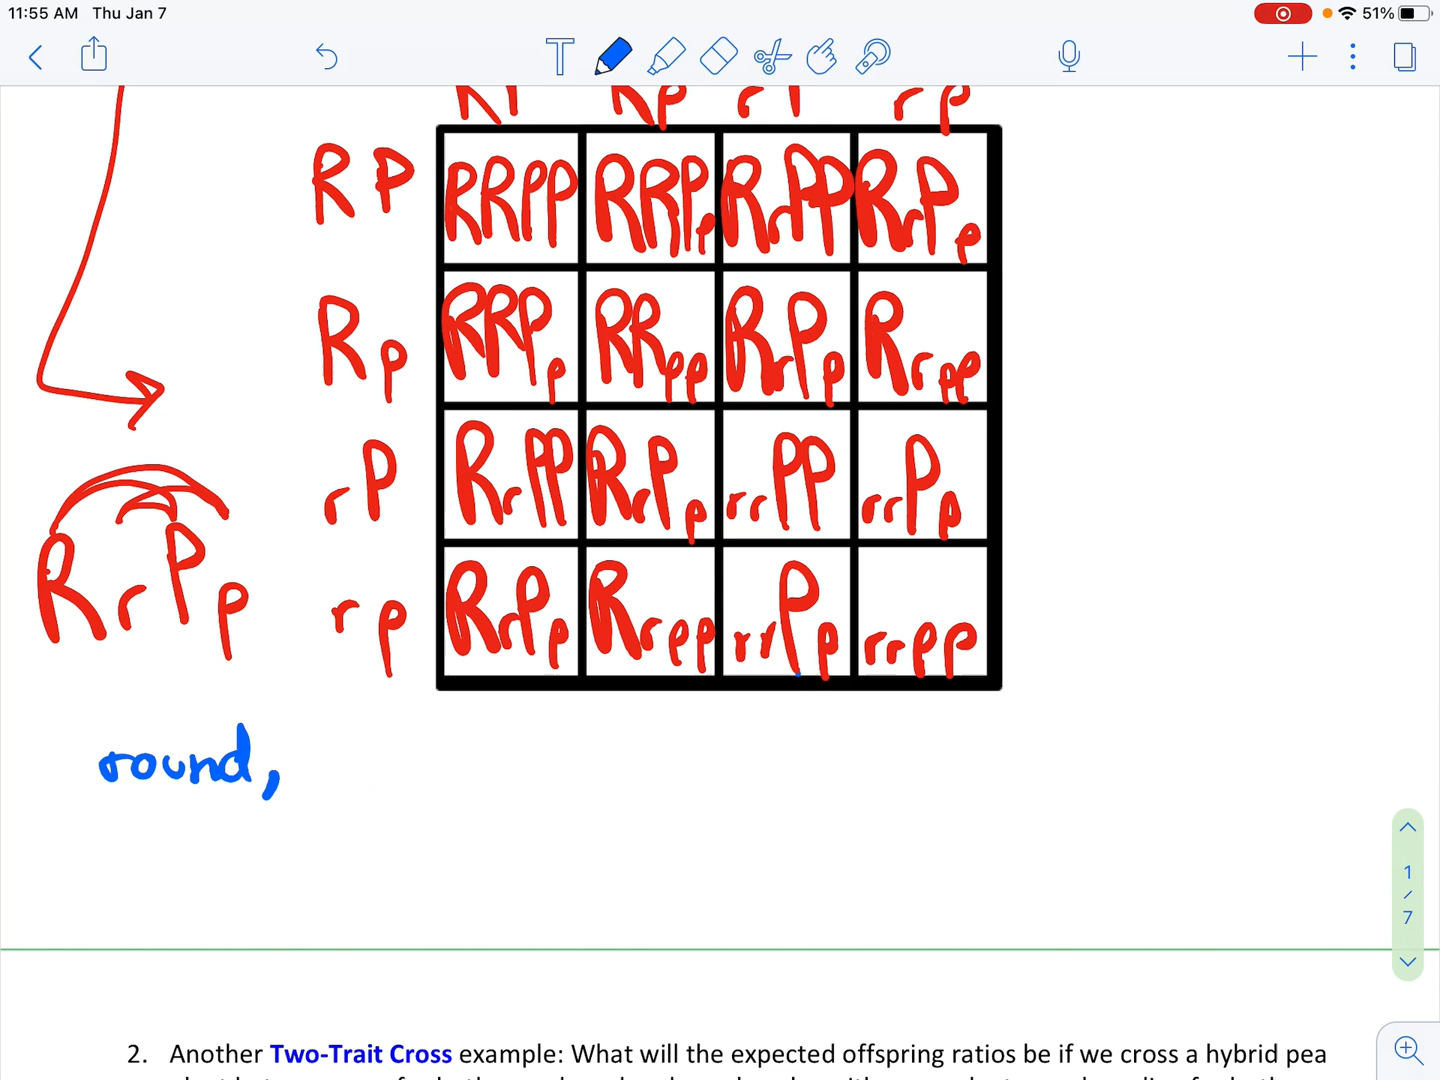 11:55 AM Thu Jan 7
51%
Rp rp
RP RRPP RRPp RrPP RrPp
Rp RRPp RRpp RrPp Rrpp
rP RrPP RrPp rrPP rrPp
RrPp
rp RrPp Rrpp rrPp rrpp
round,
1
/
7
2. Another Two-Trait Cross example: What will the expected offspring ratios be if we cross a hybrid pea